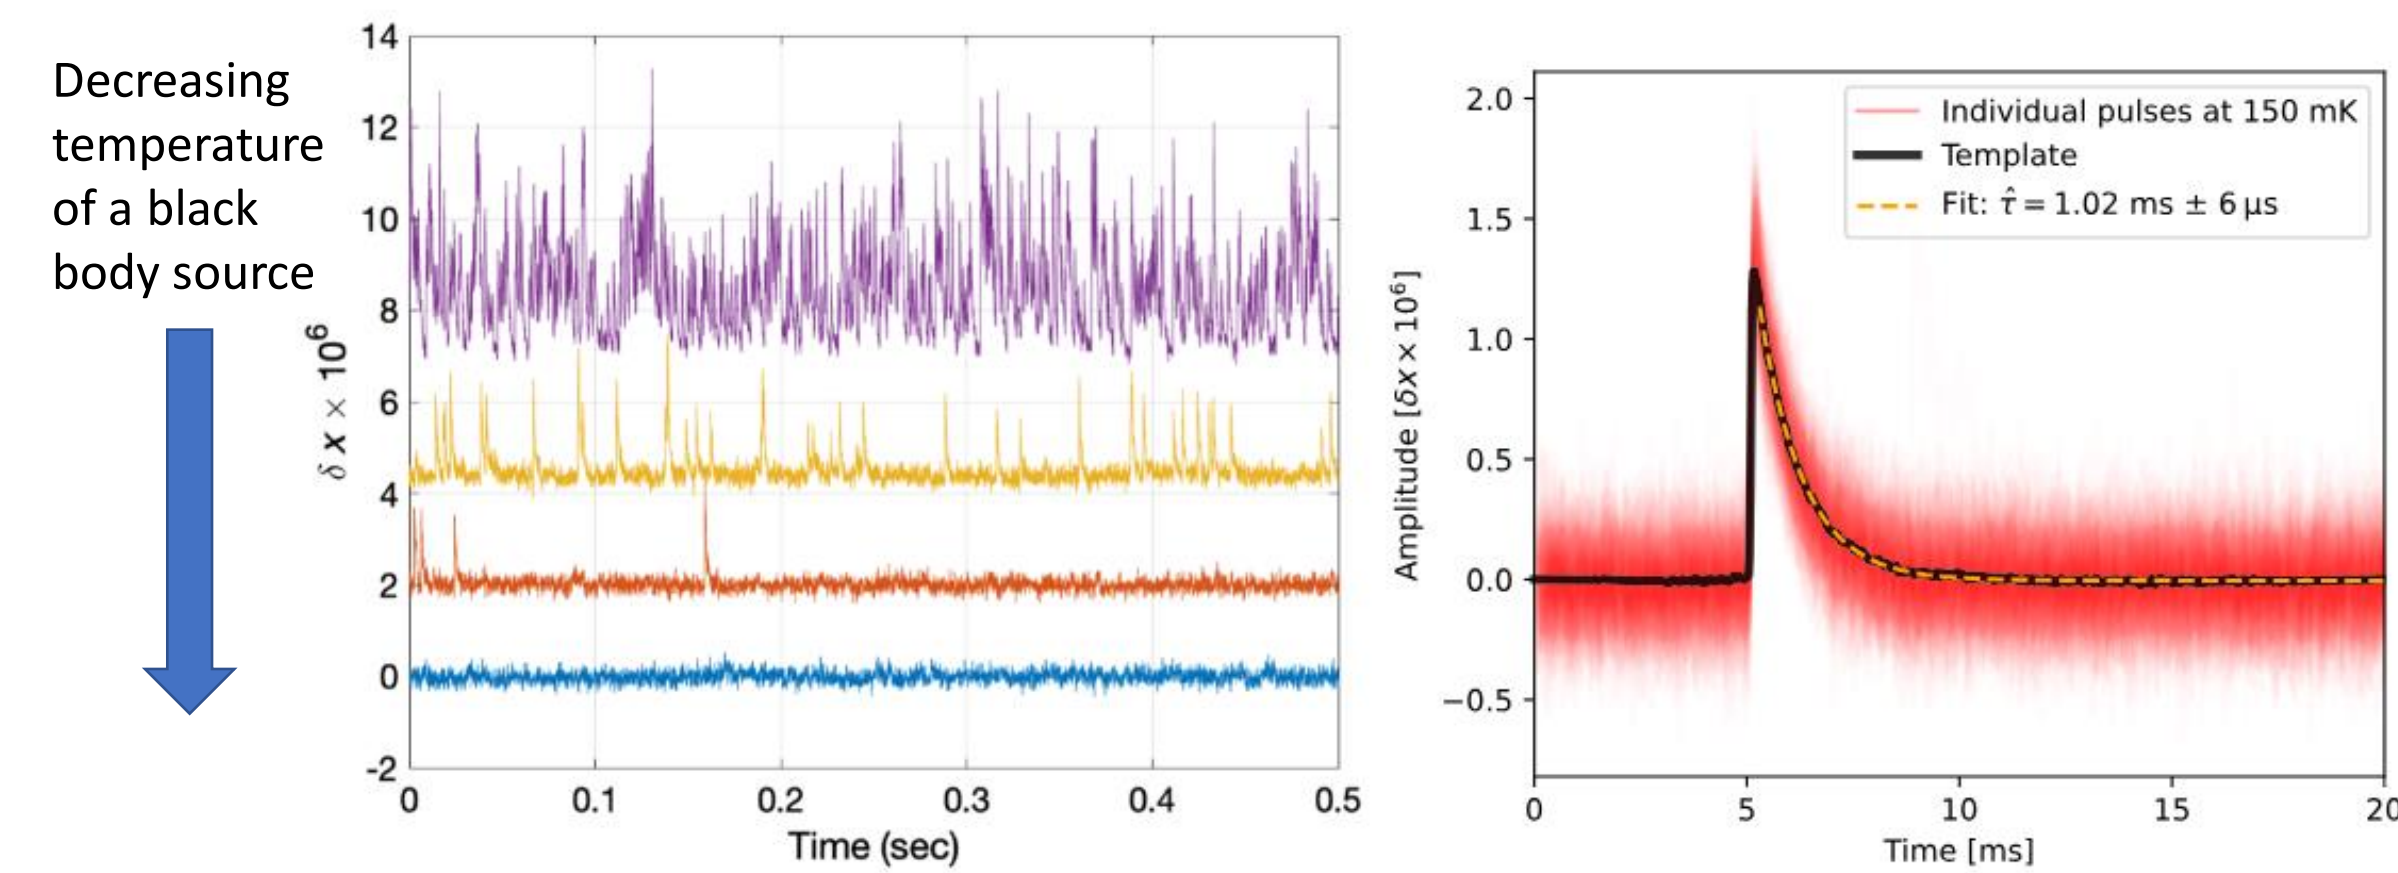 Decreasing
temperature
of a black
body source
14
12
10
8
6
4
2
0
-2
δ x × 10⁶
0 0.1 0.2 0.3 0.4 0.5
Time (sec)
2.0
1.5
1.0
0.5
0.0
−0.5
Amplitude [δx × 10⁶]
Individual pulses at 150 mK
Template
Fit: τ̂ = 1.02 ms ± 6 μs
0 5 10 15 20
Time [ms]